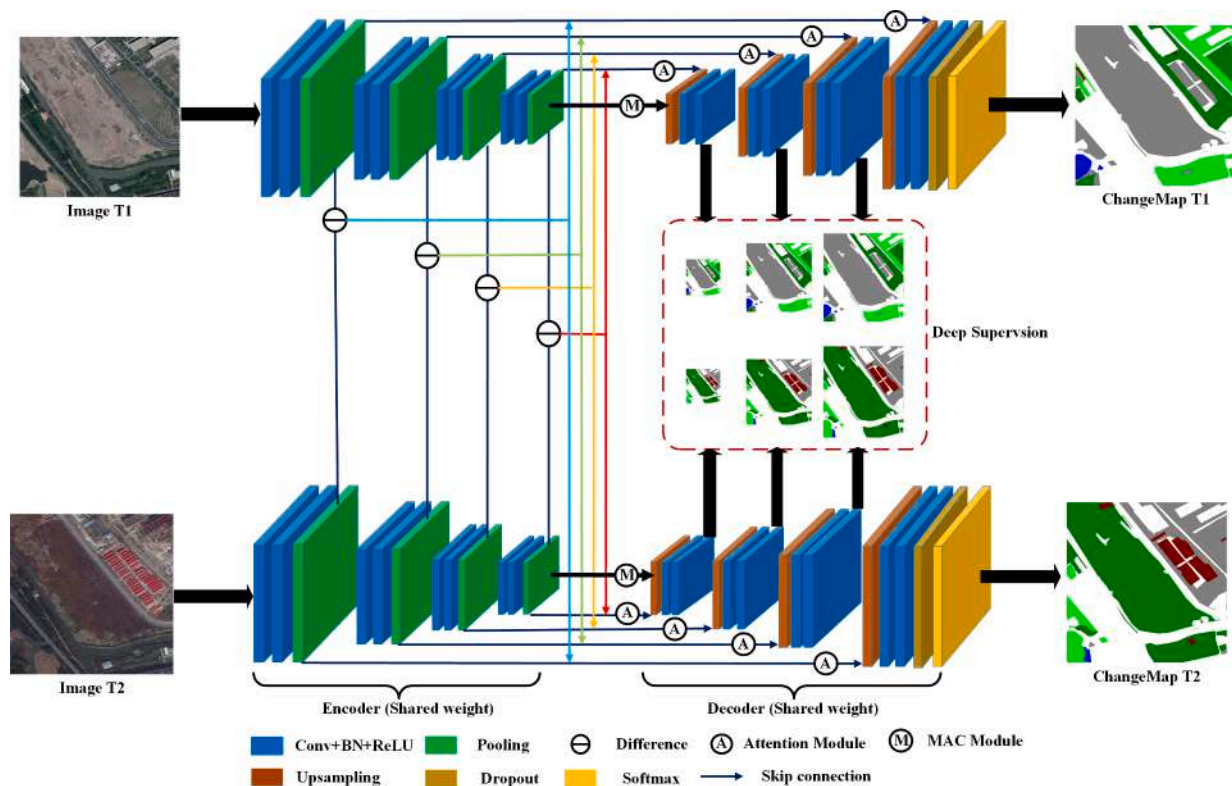 A
A
A
A
M
Image T1
ChangeMap T1
Deep Supervsion
M
A
A
A
A
Image T2
ChangeMap T2
Encoder (Shared weight)
Decoder (Shared weight)
Conv+BN+ReLU Pooling Difference A Attention Module M MAC Module
Upsampling Dropout Softmax Skip connection